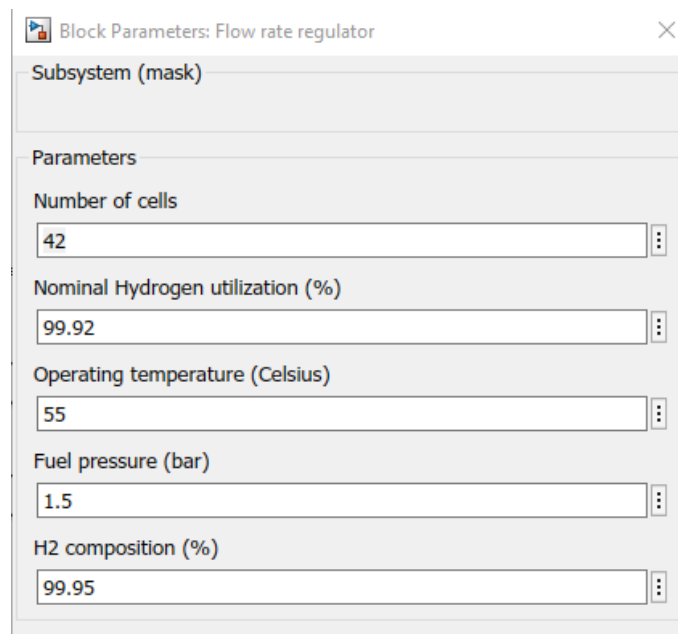 Block Parameters: Flow rate regulator
Subsystem (mask)
Parameters
Number of cells
42
Nominal Hydrogen utilization (%)
99.92
Operating temperature (Celsius)
55
Fuel pressure (bar)
1.5
H2 composition (%)
99.95